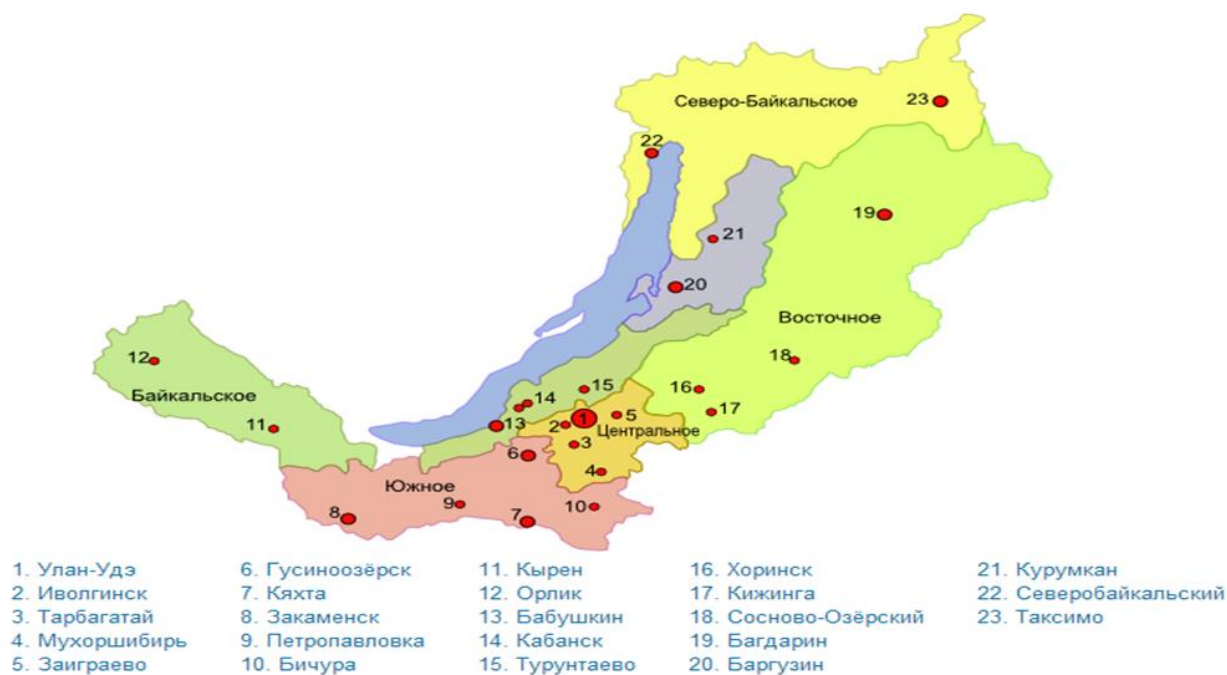 Северо-Байкальское
23
22
21
19
20
Восточное
12
18
Байкальское
15
16
14
11
13
1
5
17
2
Центральное
3
6
4
Южное
9
10
8
7
1. Улан-Удэ
2. Иволгинск
3. Тарбагатай
4. Мухоршибирь
5. Заиграево
6. Гусиноозёрск
7. Кяхта
8. Закаменск
9. Петропавловка
10. Бичура
11. Кырен
12. Орлик
13. Бабушкин
14. Кабанск
15. Турунтаево
16. Хоринск
17. Кижинга
18. Сосново-Озёрский
19. Багдарин
20. Баргузин
21. Курумкан
22. Северобайкальский
23. Таксимо